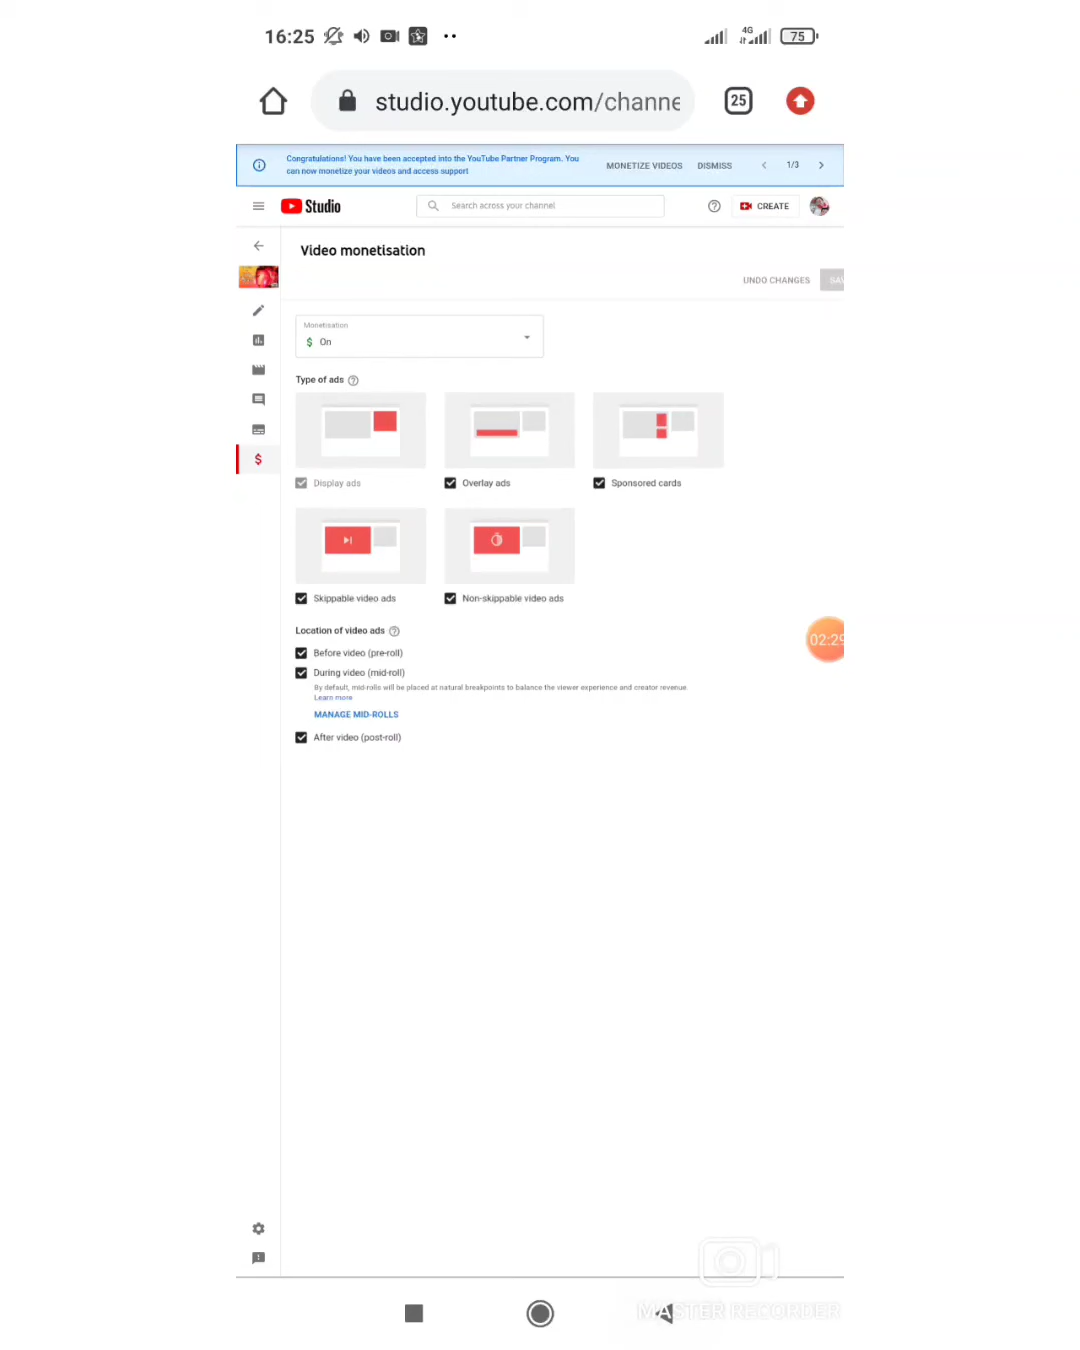 16:25
4G
75
studio.youtube.com/channe
25
Congratulations! You have been accepted into the YouTube Partner Program. You
can now monetize your videos and access support
MONETIZE VIDEOS
DISMISS
1/3
Studio
Search across your channel
CREATE
Video monetisation
UNDO CHANGES
SAV
Monetisation
$ On
Type of ads
Display ads
Overlay ads
Sponsored cards
Skippable video ads
Non-skippable video ads
Location of video ads
Before video (pre-roll)
02:29
During video (mid-roll)
By default, mid-rolls will be placed at natural breakpoints to balance the viewer experience and creator revenue.
Learn more
MANAGE MID-ROLLS
After video (post-roll)
MASTER RECORDER